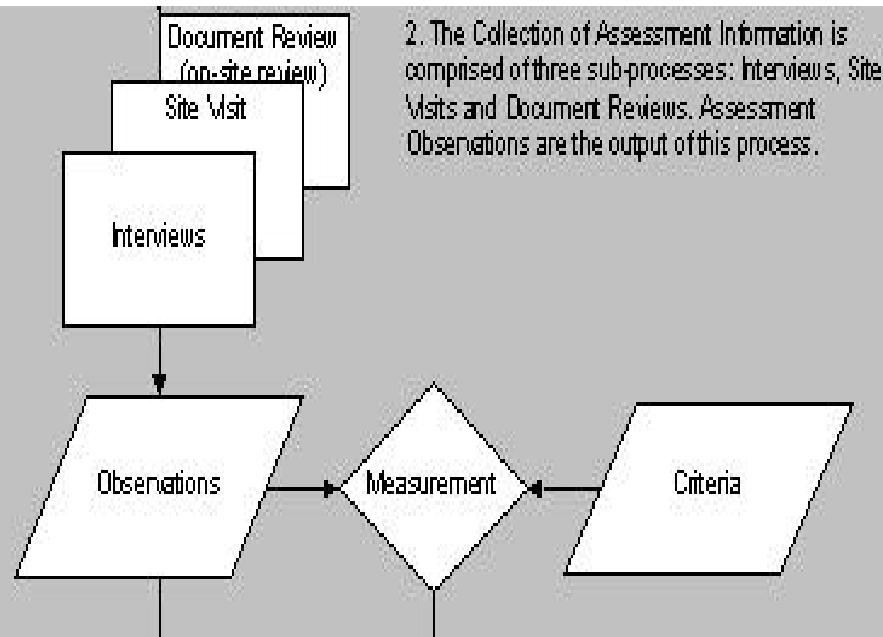 Document Review
(on-site review)
Site Visit
Interviews
2. The Collection of Assessment Information is
comprised of three sub-processes: Interviews, Site
Visits and Document Reviews. Assessment
Observations are the output of this process.
Observations
Measurement
Criteria